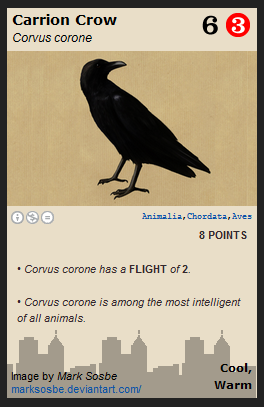 Carrion Crow
6 3
Corvus corone
Animalia,Chordata,Aves
8 POINTS
• Corvus corone has a FLIGHT of 2.
• Corvus corone is among the most intelligent
of all animals.
Cool,
Warm
Image by Mark Sosbe
marksosbe.deviantart.com/